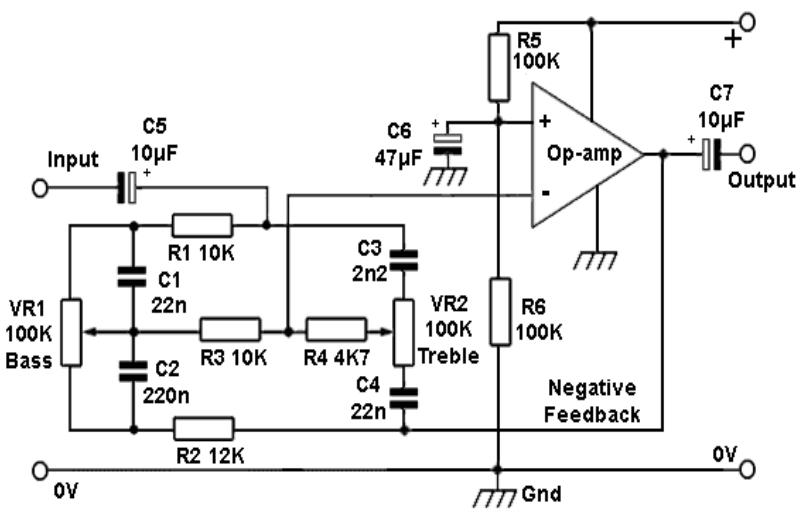 R5
100K
+
C7
10µF
+
C5
10µF
+
C6
47µF
+
+
Op-amp
-
Input
Output
R1 10K
C3
2n2
C1
22n
VR1
100K
Bass
VR2
100K
Treble
R6
100K
R3 10K
R4 4K7
C2
220n
C4
22n
Negative
Feedback
R2 12K
0V
0V
Gnd